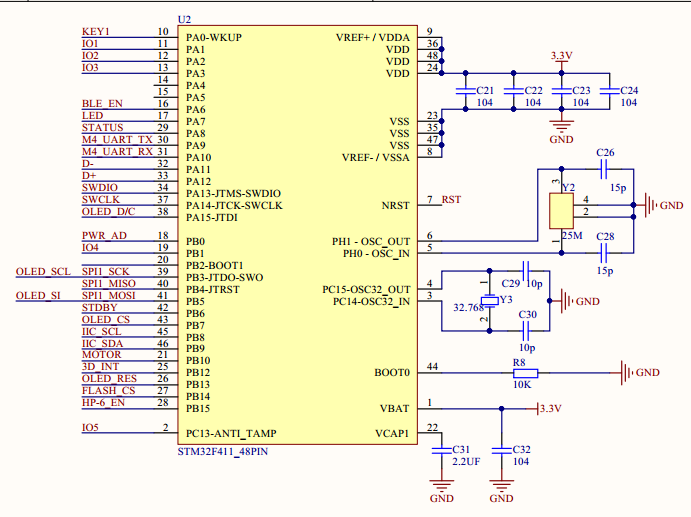 U2
KEY1 10 PA0-WKUP VREF+ / VDDA 9
IO1 11 PA1 VDD 36
IO2 12 PA2 VDD 48
IO3 13 PA3 VDD 24
14 PA4
15 PA5
BLE_EN 16 PA6
LED 17 PA7 VSS 23
STATUS 29 PA8 VSS 35
M4_UART_TX 30 PA9 VSS 47
M4_UART_RX 31 PA10 VREF- / VSSA 8
D- 32 PA11
D+ 33 PA12
SWDIO 34 PA13-JTMS-SWDIO
SWCLK 37 PA14-JTCK-SWCLK NRST 7 RST
OLED_D/C 38 PA15-JTDI
PWR_AD 18 PB0 PH1 - OSC_OUT 6
IO4 19 PB1 PH0 - OSC_IN 5
20 PB2-BOOT1
OLED_SCL SPI1_SCK 39 PB3-JTDO-SWO
SPI1_MISO 40 PB4-JTRST PC15-OSC32_OUT 4
OLED_SI SPI1_MOSI 41 PB5 PC14-OSC32_IN 3
STDBY 42 PB6
OLED_CS 43 PB7
IIC_SCL 45 PB8
IIC_SDA 46 PB9
MOTOR 21 PB10
3D_INT 25 PB12 BOOT0 44
OLED_RES 26 PB13
FLASH_CS 27 PB14
HP-6_EN 28 PB15 VBAT 1
IO5 2 PC13-ANTI_TAMP VCAP1 22
STM32F411_48PIN
3.3V
C21 C22 C23 C24
104 104 104 104
GND
C26
15p
3 Y2
4
2
GND
1 25M
C28
15p
C29 10p
1
32.768 Y3
2
GND
C30
10p
R8
10K
GND
3.3V
C31
2.2UF
C32
104
GND GND